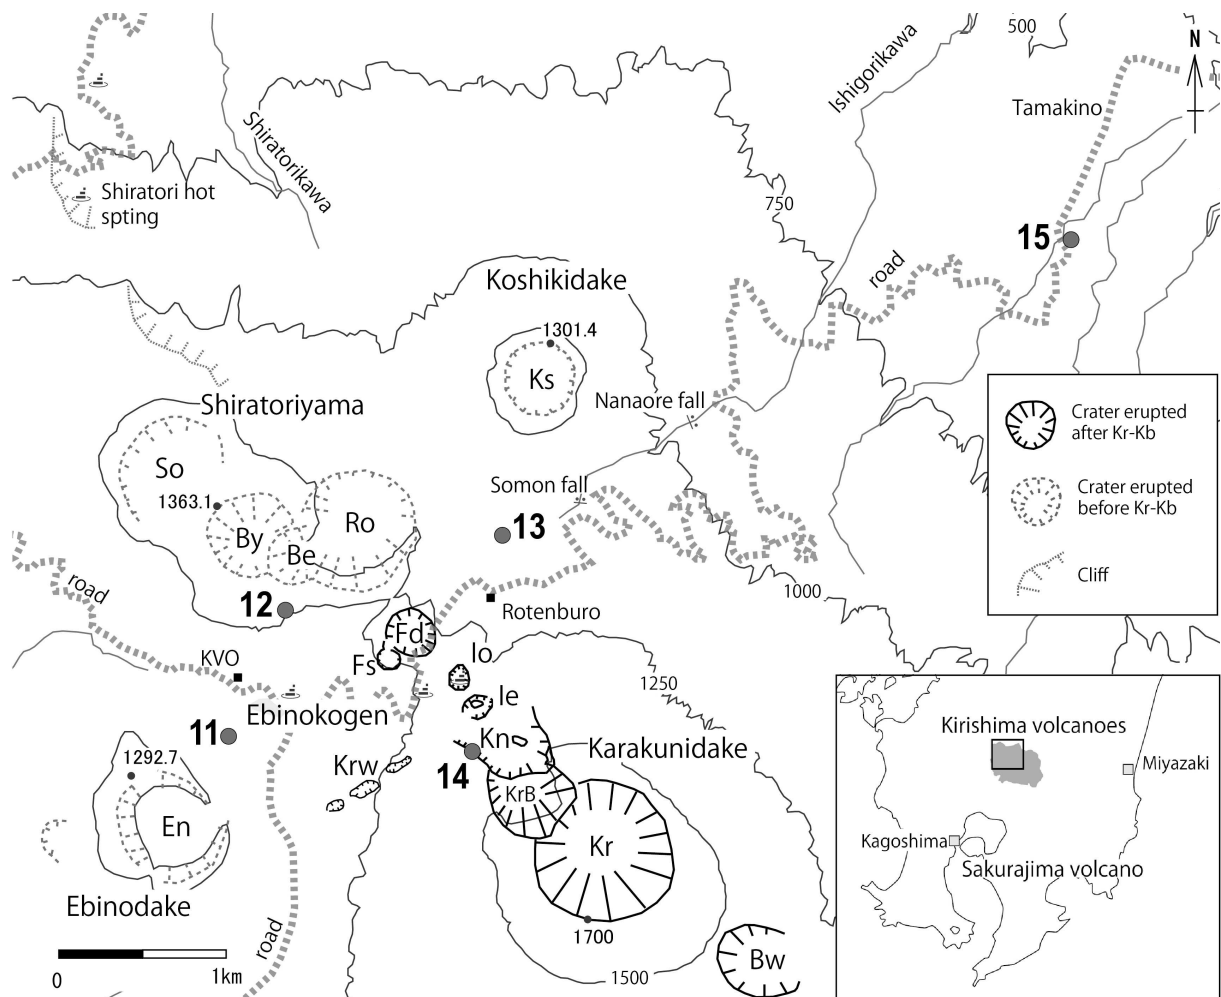 500
N
Ishigorikawa
Tamakino
Shiratorikawa
Shiratori hot
spting
750
15
road
Koshikidake
1301.4
Ks
Nanaore fall
Shiratoriyama
So
1363.1
By
Be
Ro
Somon fall
13
Crater erupted
after Kr-Kb
Crater erupted
before Kr-Kb
Cliff
road
12
1000
Rotenburo
Fd
Fs
Io
KVO
Ie
1250
Ebinokogen
11
Kn
Karakunidake
14
1292.7
Krw
KrB
En
Kr
Ebinodake
road
1700
Bw
1500
0
1km
Kirishima volcanoes
Miyazaki
Kagoshima
Sakurajima volcano